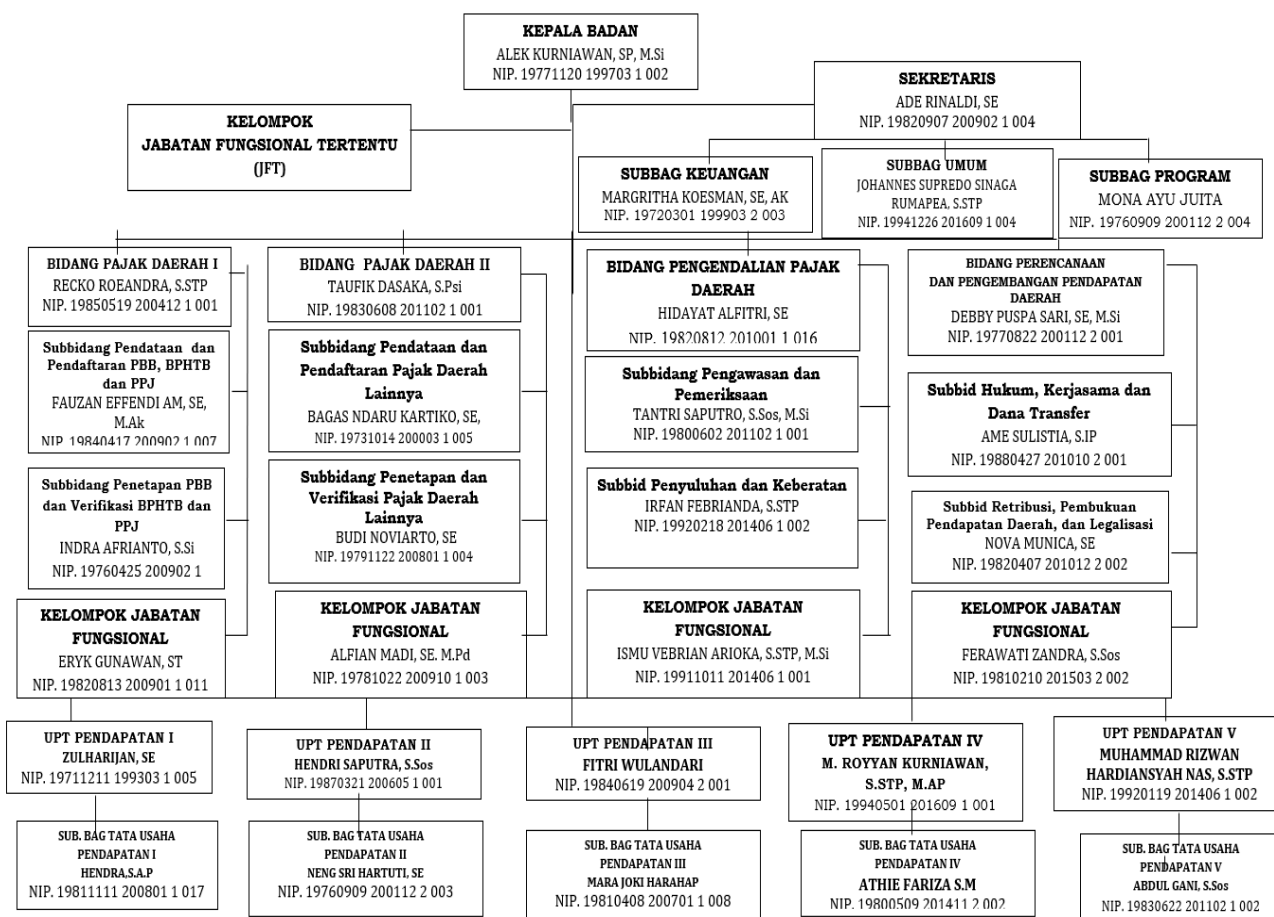 KEPALA BADAN
ALEK KURNIAWAN, SP, M.Si
NIP. 19771120 199703 1 002
SEKRETARIS
ADE RINALDI, SE
NIP. 19820907 200902 1 004
KELOMPOK
JABATAN FUNGSIONAL TERTENTU
(JFT)
SUBBAG KEUANGAN
MARGRITHA KOESMAN, SE, AK
NIP. 19720301 199903 2 003
SUBBAG UMUM
JOHANNES SUPREDO SINAGA
RUMAPEA, S.STP
NIP. 19941226 201609 1 004
SUBBAG PROGRAM
MONA AYU JUITA
NIP. 19760909 200112 2 004
BIDANG PAJAK DAERAH I
RECKO ROEANDRA, S.STP
NIP. 19850519 200412 1 001
BIDANG PAJAK DAERAH II
TAUFIK DASAKA, S.Psi
NIP. 19830608 201102 1 001
BIDANG PENGENDALIAN PAJAK
DAERAH
HIDAYAT ALFITRI, SE
NIP. 19820812 201001 1 016
BIDANG PERENCANAAN
DAN PENGEMBANGAN PENDAPATAN
DAERAH
DEBBY PUSPA SARI, SE, M.Si
NIP. 19770822 200112 2 001
Subbidang Pendataan dan
Pendaftaran PBB, BPHTB
dan PPJ
FAUZAN EFFENDI AM, SE,
M.Ak
NIP. 19840417 200902 1 007
Subbidang Pendataan dan
Pendaftaran Pajak Daerah
Lainnya
BAGAS NDARU KARTIKO, SE,
NIP. 19731014 200003 1 005
Subbidang Pengawasan dan
Pemeriksaan
TANTRI SAPUTRO, S.Sos, M.Si
NIP. 19800602 201102 1 001
Subbid Hukum, Kerjasama dan
Dana Transfer
AME SULISTIA, S.IP
NIP. 19880427 201010 2 001
Subbidang Penetapan PBB
dan Verifikasi BPHTB dan
PPJ
INDRA AFRIANTO, S.Si
NIP. 19760425 200902 1
Subbidang Penetapan dan
Verifikasi Pajak Daerah
Lainnya
BUDI NOVIARTO, SE
NIP. 19791122 200801 1 004
Subbid Penyuluhan dan Keberatan
IRFAN FEBRIANDA, S.STP
NIP. 19920218 201406 1 002
Subbid Retribusi, Pembukuan
Pendapatan Daerah, dan Legalisasi
NOVA MUNICA, SE
NIP. 19820407 201012 2 002
KELOMPOK JABATAN
FUNGSIONAL
ERYK GUNAWAN, ST
NIP. 19820813 200901 1 011
KELOMPOK JABATAN
FUNGSIONAL
ALFIAN MADI, SE. M.Pd
NIP. 19781022 200910 1 003
KELOMPOK JABATAN
FUNGSIONAL
ISMU VEBRIAN ARIOKA, S.STP, M.Si
NIP. 19911011 201406 1 001
KELOMPOK JABATAN
FUNGSIONAL
FERAWATI ZANDRA, S.Sos
NIP. 19810210 201503 2 002
UPT PENDAPATAN I
ZULHARIJAN, SE
NIP. 19711211 199303 1 005
UPT PENDAPATAN II
HENDRI SAPUTRA, S.Sos
NIP. 19870321 200605 1 001
UPT PENDAPATAN III
FITRI WULANDARI
NIP. 19840619 200904 2 001
UPT PENDAPATAN IV
M. ROYYAN KURNIAWAN,
S.STP, M.AP
NIP. 19940501 201609 1 001
UPT PENDAPATAN V
MUHAMMAD RIZWAN
HARDIANSYAH NAS, S.STP
NIP. 19920119 201406 1 002
SUB. BAG TATA USAHA
PENDAPATAN I
HENDRA,S.A.P
NIP. 19811111 200801 1 017
SUB. BAG TATA USAHA
PENDAPATAN II
NENG SRI HARTUTI, SE
NIP. 19760909 200112 2 003
SUB. BAG TATA USAHA
PENDAPATAN III
MARA JOKI HARAHAP
NIP. 19810408 200701 1 008
SUB. BAG TATA USAHA
PENDAPATAN IV
ATHIE FARIZA S.M
NIP. 19800509 201411 2 002
SUB. BAG TATA USAHA
PENDAPATAN V
ABDUL GANI, S.Sos
NIP. 19830622 201102 1 002